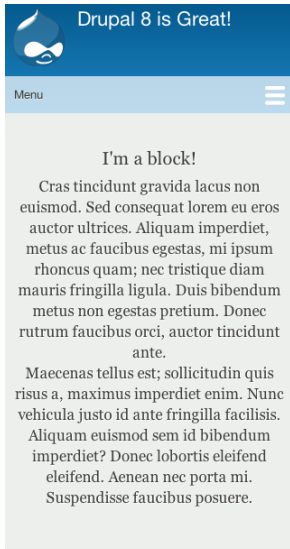 Drupal 8 is Great!
Menu
I'm a block!
Cras tincidunt gravida lacus non
euismod. Sed consequat lorem eu eros
auctor ultrices. Aliquam imperdiet,
metus ac faucibus egestas, mi ipsum
rhoncus quam; nec tristique diam
mauris fringilla ligula. Duis bibendum
metus non egestas pretium. Donec
rutrum faucibus orci, auctor tincidunt
ante.
Maecenas tellus est; sollicitudin quis
risus a, maximus imperdiet enim. Nunc
vehicula justo id ante fringilla facilisis.
Aliquam euismod sem id bibendum
imperdiet? Donec lobortis eleifend
eleifend. Aenean nec porta mi.
Suspendisse faucibus posuere.